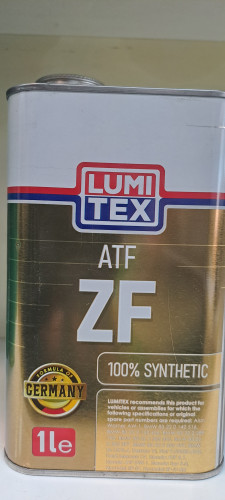 LUMI
TEX
ATF
ZF
100% SYNTHETIC
FORMULA OF
GERMANY
1le
LUMITEX recommends this product for
vehicles or assemblies for which the
following specifications or original
spare part numbers are required: